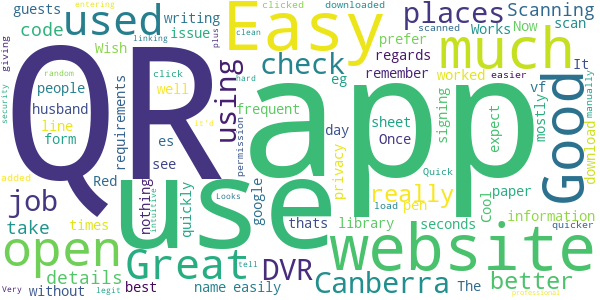 guests
used
Easy
places
Scanning
writing
code
issue
Wish
clicked
downloaded
scanned
Works
Now
scan
entering
linking
plus
clean
giving
random
people
click
prefer
regards
remember
check
eg
much
It
easier
QR
app
Good
security
husband
well
requirements
using
frequent
worked
vf
mostly
manually
line
form
es
see
day
sheet
Once
signing
expect
download
Red
it'd
permission
hard
privacy
Quick
job
nothing
intuitive
quickly
use
google
Looks
really
pen
Cool
paper
added
take
times
thats
library
load
seconds
information
quicker
open
Great
DVR
website
details
Canberra
better
Very
without
legit
best
name
easily
tell
The
professional